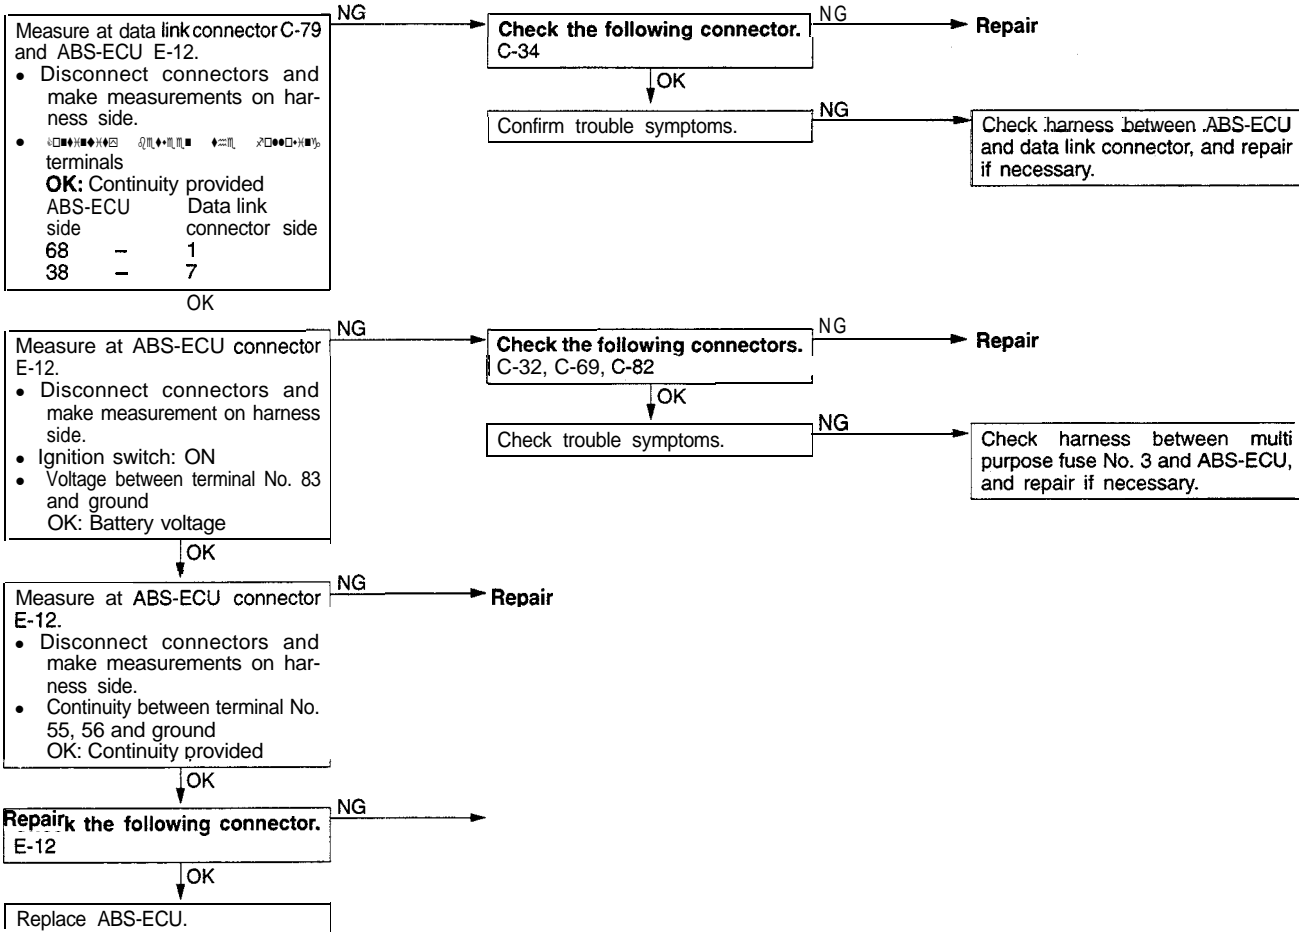 Measure at data link connector C-79
and ABS-ECU E-12.
• Disconnect connectors and
make measurements on har-
ness side.
•
terminals
OK: Continuity provided
ABS-ECU Data link
side connector side
68 – 1
38 – 7
NG
Check the following connector.
C-34
NG
Repair
OK
Confirm trouble symptoms.
NG
Check harness between ABS-ECU
and data link connector, and repair
if necessary.
OK
Measure at ABS-ECU connector
E-12.
• Disconnect connectors and
make measurement on harness
side.
• Ignition switch: ON
• Voltage between terminal No. 83
and ground
OK: Battery voltage
NG
Check the following connectors.
C-32, C-69, C-82
NG
Repair
OK
Check trouble symptoms.
NG
Check harness between multi
purpose fuse No. 3 and ABS-ECU,
and repair if necessary.
OK
Measure at ABS-ECU connector
E-12.
• Disconnect connectors and
make measurements on har-
ness side.
• Continuity between terminal No.
55, 56 and ground
OK: Continuity provided
NG
Repair
OK
Repair k the following connector.
E-12
NG
OK
Replace ABS-ECU.